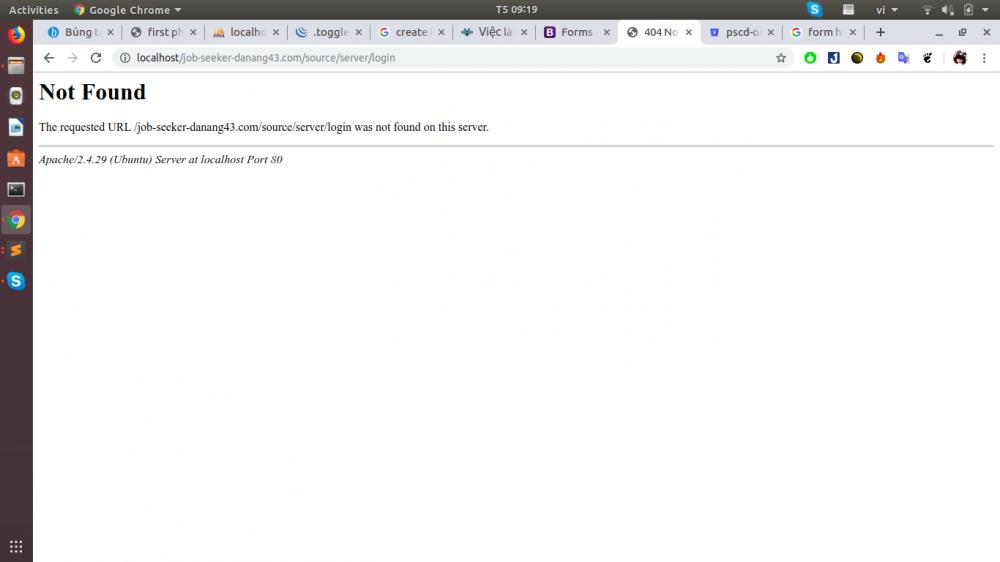 Activities Google Chrome T5 09:19 vi
Búng t first ph localho .toggle create Việc là Forms 404 No pscd-o form h
localhost/job-seeker-danang43.com/source/server/login
Not Found
The requested URL /job-seeker-danang43.com/source/server/login was not found on this server.
Apache/2.4.29 (Ubuntu) Server at localhost Port 80